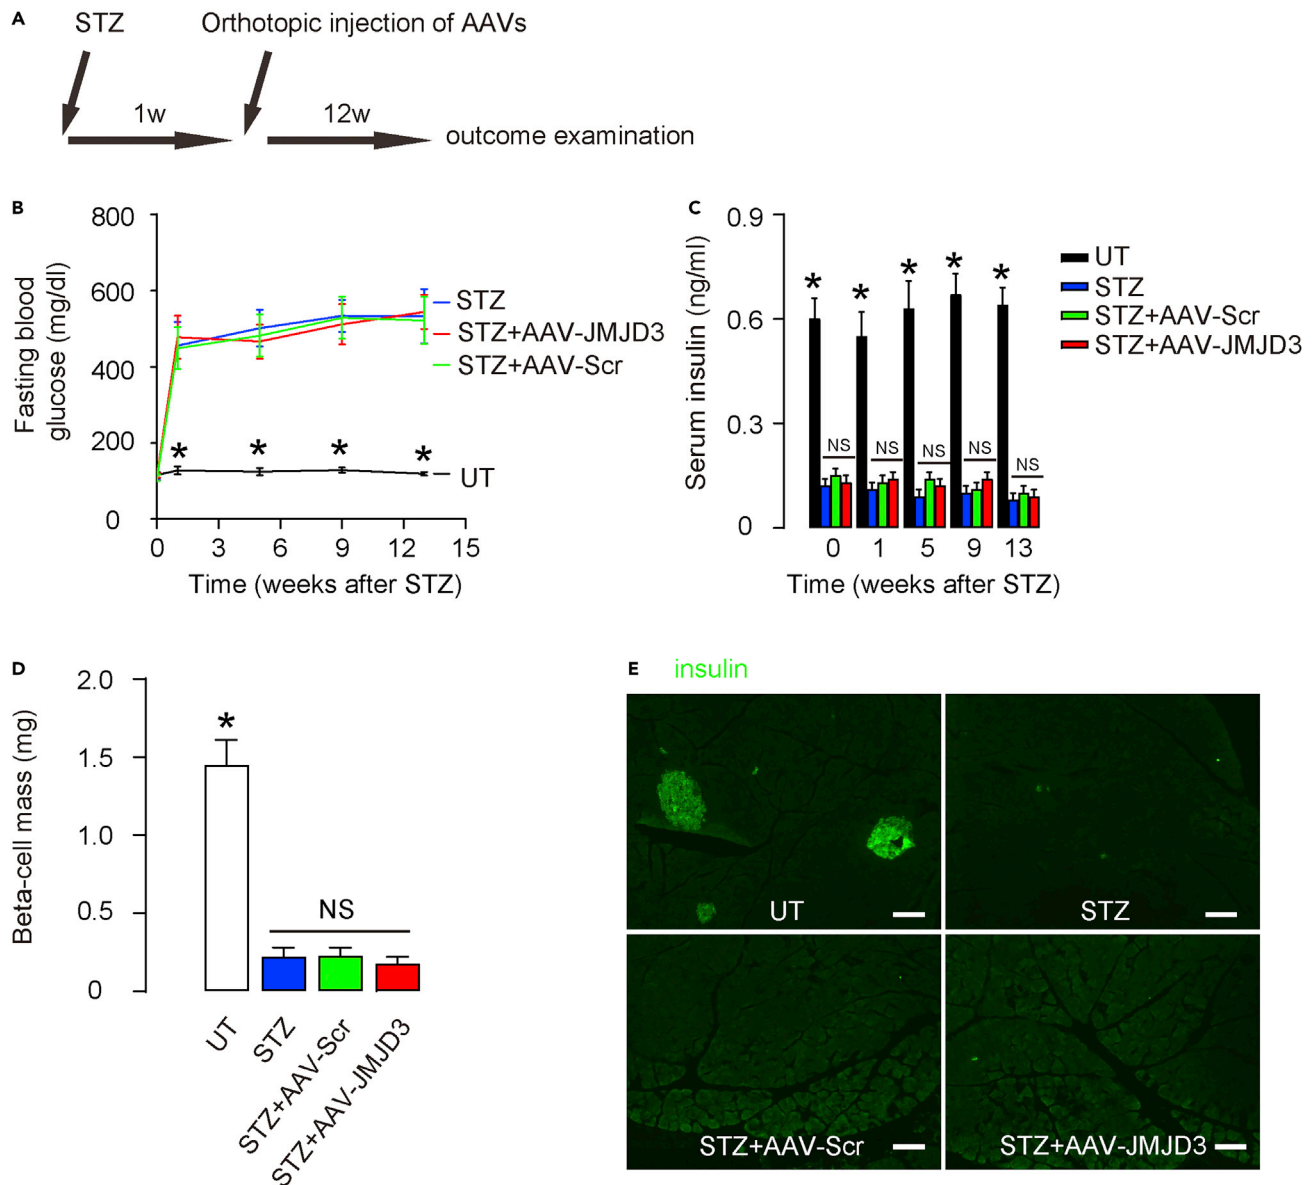 A
STZ
Orthotopic injection of AAVs
1w
12w
outcome examination
B
Fasting blood
glucose (mg/dl)
800
600
400
200
0
STZ
STZ+AAV-JMJD3
STZ+AAV-Scr
* * * *
UT
0 3 6 9 12 15
Time (weeks after STZ)
C
Serum insulin (ng/ml)
0.9
0.6
0.3
0
* * * * *
NS NS NS NS NS
UT
STZ
STZ+AAV-Scr
STZ+AAV-JMJD3
0 1 5 9 13
Time (weeks after STZ)
D
Beta-cell mass (mg)
2.0
1.5
1.0
0.5
0
*
NS
UT
STZ
STZ+AAV-Scr
STZ+AAV-JMJD3
E
insulin
UT
STZ
STZ+AAV-Scr
STZ+AAV-JMJD3